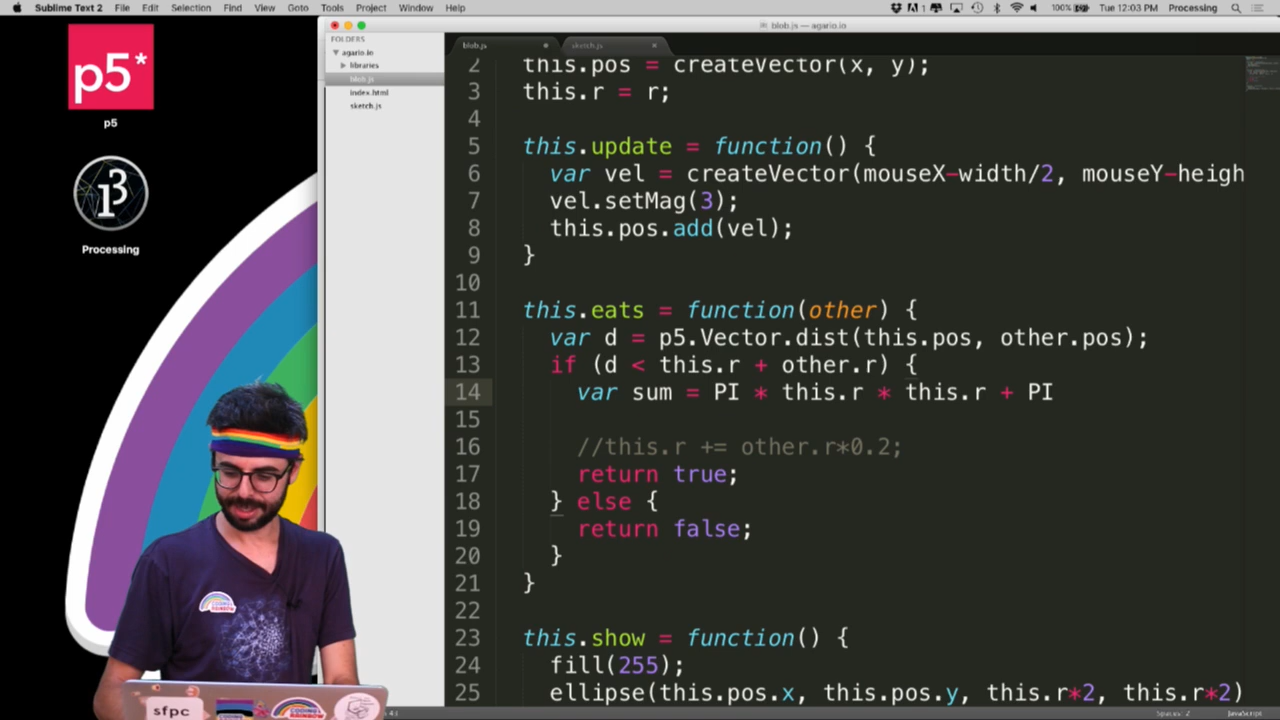 Sublime Text 2 File Edit Selection Find View Goto Tools Project Window Help
1 100% Tue 12:03 PM Processing
blob.js — agario.io
FOLDERS
agario.io
libraries
blob.js
index.html
sketch.js
blob.js sketch.js
p5*
p5
Processing
2 this.pos = createVector(x, y);
3 this.r = r;
4
5 this.update = function() {
6 var vel = createVector(mouseX-width/2, mouseY-heigh
7 vel.setMag(3);
8 this.pos.add(vel);
9 }
10
11 this.eats = function(other) {
12 var d = p5.Vector.dist(this.pos, other.pos);
13 if (d < this.r + other.r) {
14 var sum = PI * this.r * this.r + PI
15
16 //this.r += other.r*0.2;
17 return true;
18 } else {
19 return false;
20 }
21 }
22
23 this.show = function() {
24 fill(255);
25 ellipse(this.pos.x, this.pos.y, this.r*2, this.r*2)
sfpc
Spaces: 2 JavaScript